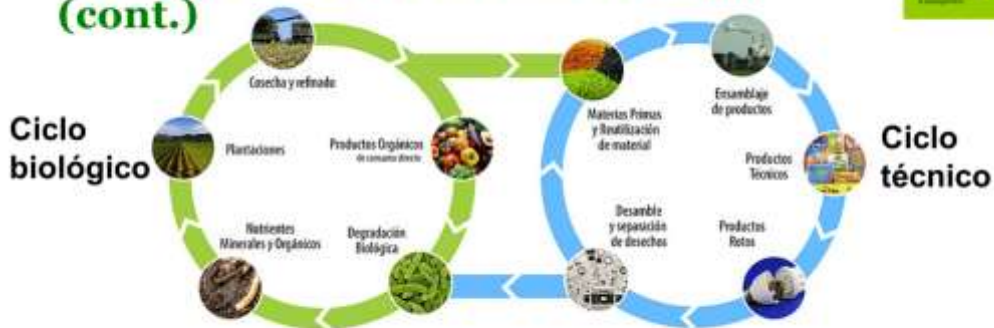 (cont.)
Ciclo
biológico
Cosecha y refinado
Plantaciones
Productos Orgánicos
de consumo directo
Nutrientes
Minerales y Orgánicos
Degradación
Biológica
Materias Primas
y Reutilización
de material
Ensamblaje
de productos
Productos
Técnicos
Desamble
y separación
de desechos
Productos
Rotos
Ciclo
técnico